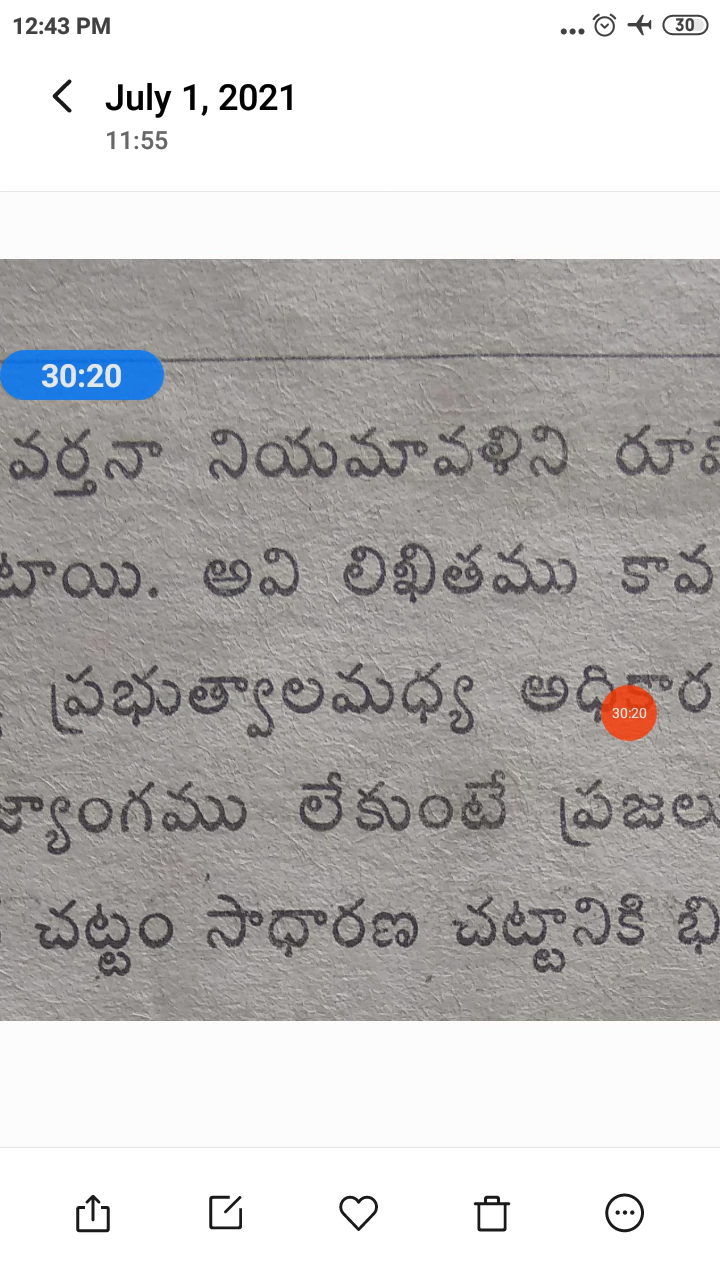 12:43 PM
30
July 1, 2021
11:55
30:20
వర్తనా నియమావళిని
టాయి. అవి లిఖితము కావ
ప్రభుత్వాలమధ్య
30:20
లేకుంటే ప్రజలు
చట్టం సాధారణ చట్టానికి